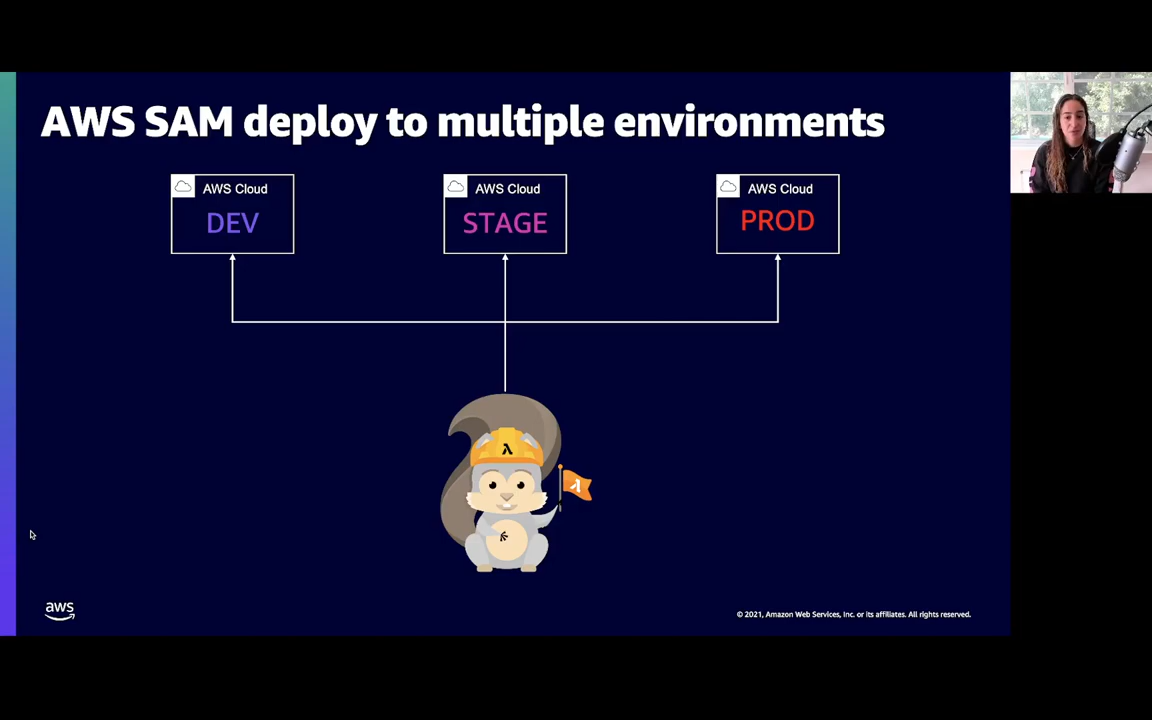 AWS SAM deploy to multiple environments
AWS Cloud
DEV
AWS Cloud
STAGE
AWS Cloud
PROD
λ
λ
aws
© 2021, Amazon Web Services, Inc. or its affiliates. All rights reserved.